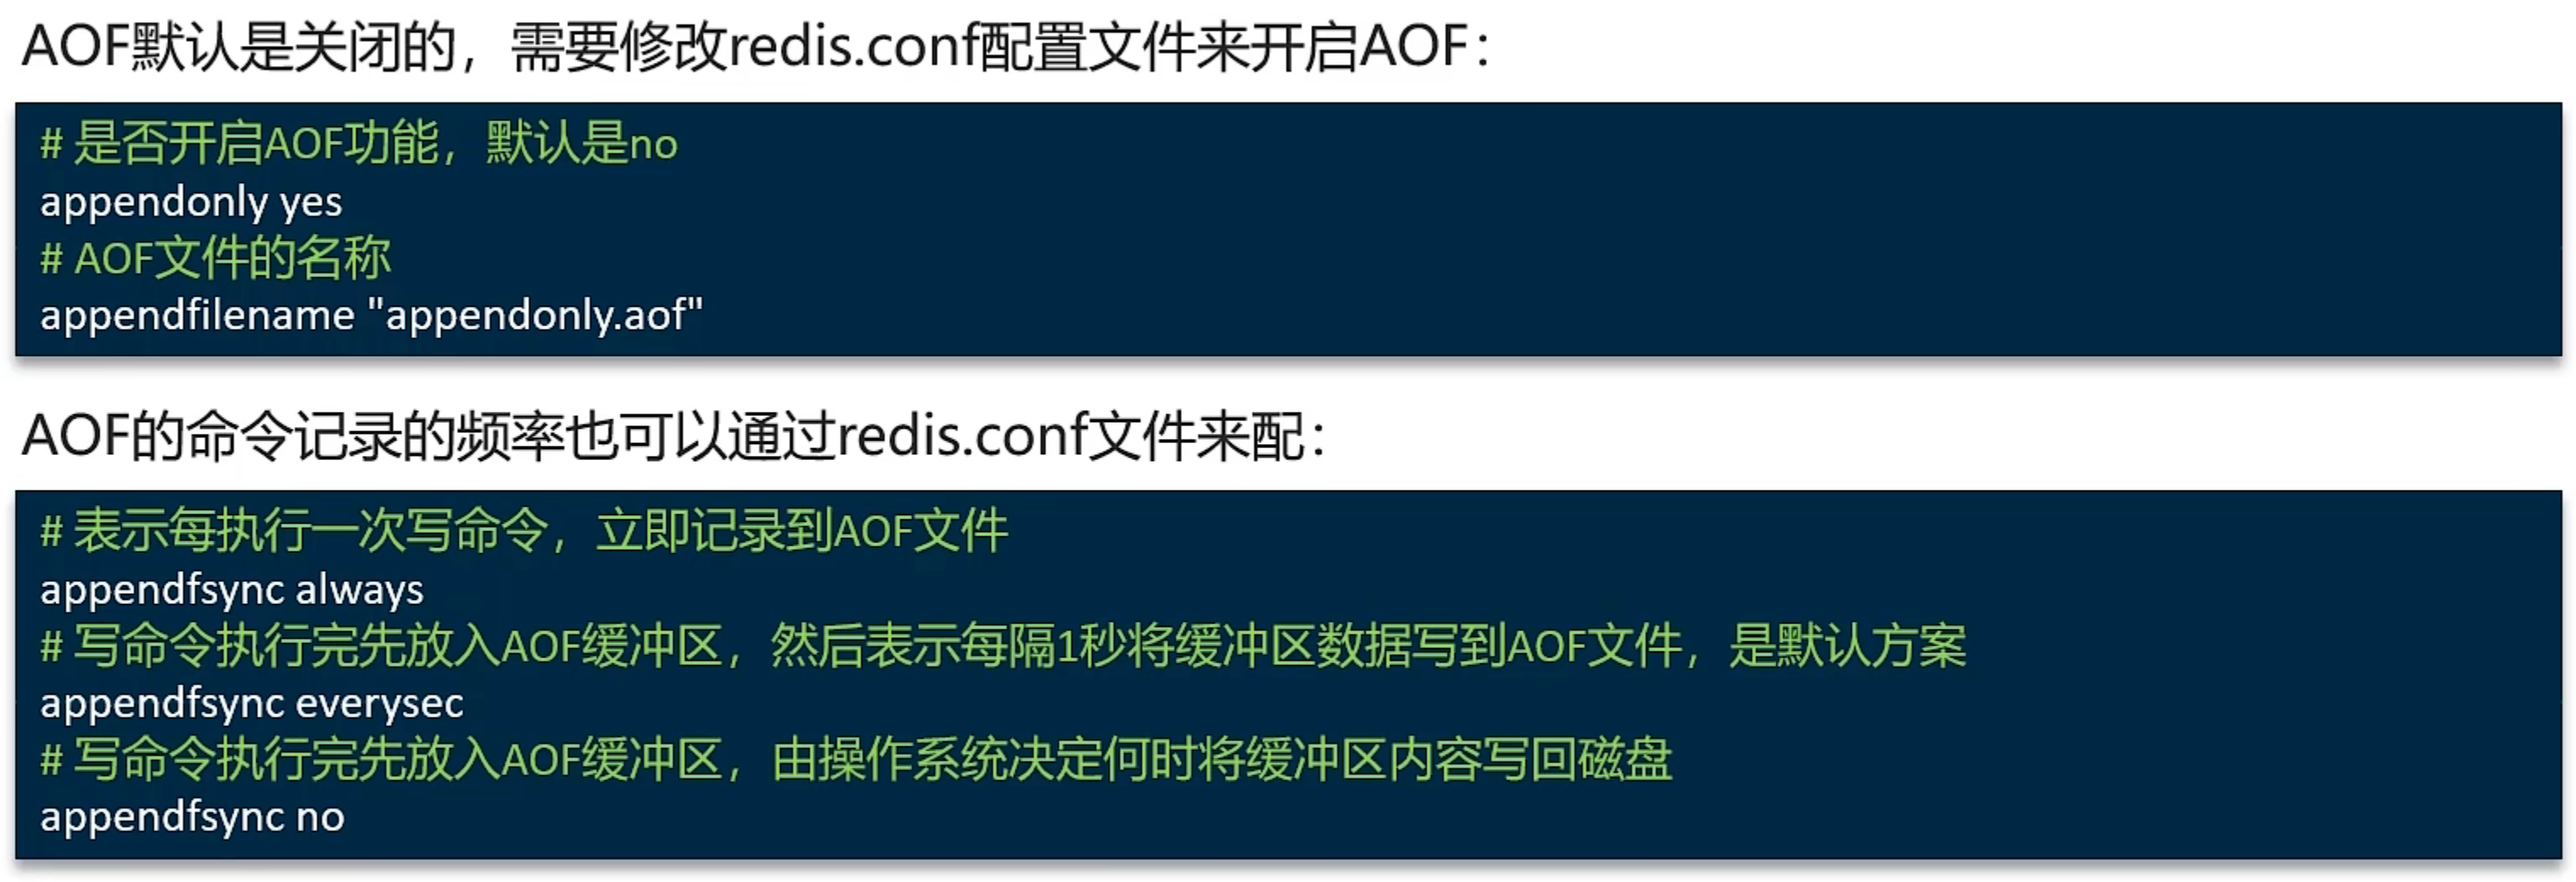 AOF默认是关闭的，需要修改redis.conf配置文件来开启AOF：
# 是否开启AOF功能，默认是no
appendonly yes
# AOF文件的名称
appendfilename "appendonly.aof"
AOF的命令记录的频率也可以通过redis.conf文件来配：
# 表示每执行一次写命令，立即记录到AOF文件
appendfsync always
# 写命令执行完先放入AOF缓冲区，然后表示每隔1秒将缓冲区数据写到AOF文件，是默认方案
appendfsync everysec
# 写命令执行完先放入AOF缓冲区，由操作系统决定何时将缓冲区内容写回磁盘
appendfsync no